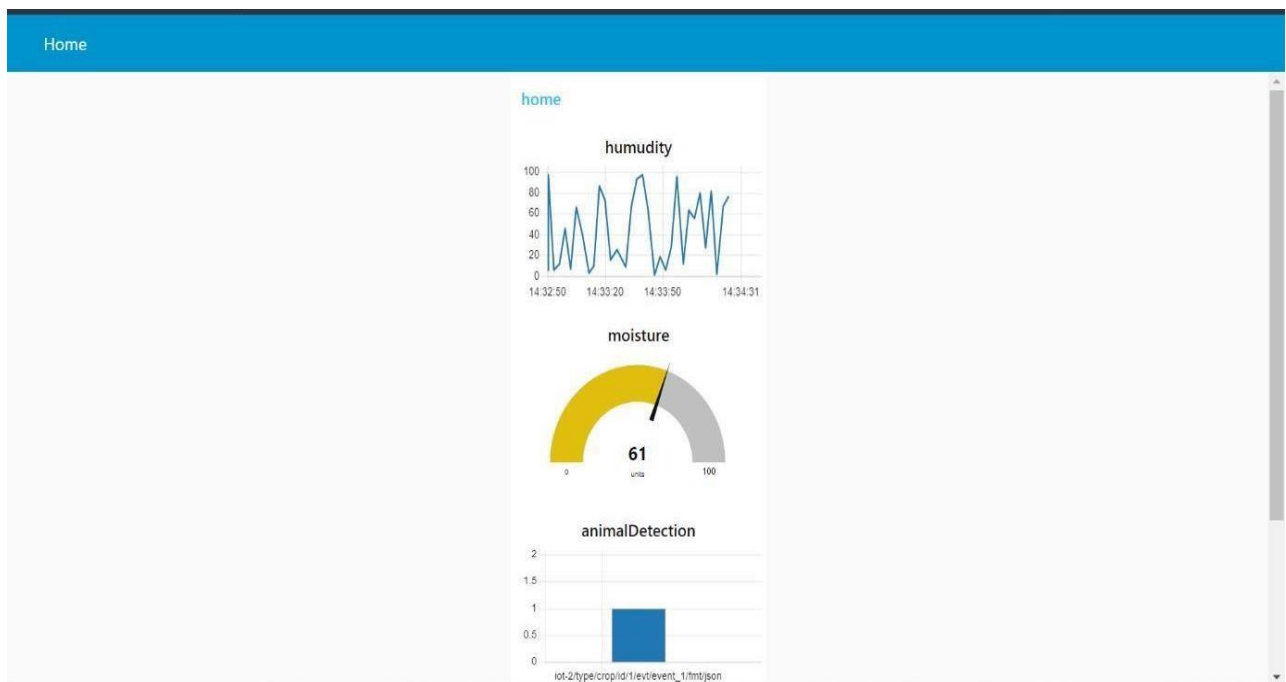 Home
home
humudity
100
80
60
40
20
0
14:32:50 14:33:20 14:33:50 14:34:31
moisture
61
0 units 100
animalDetection
2
1.5
1
0.5
0
iot-2/type/crop/id/1/evt/event_1/fmt/json